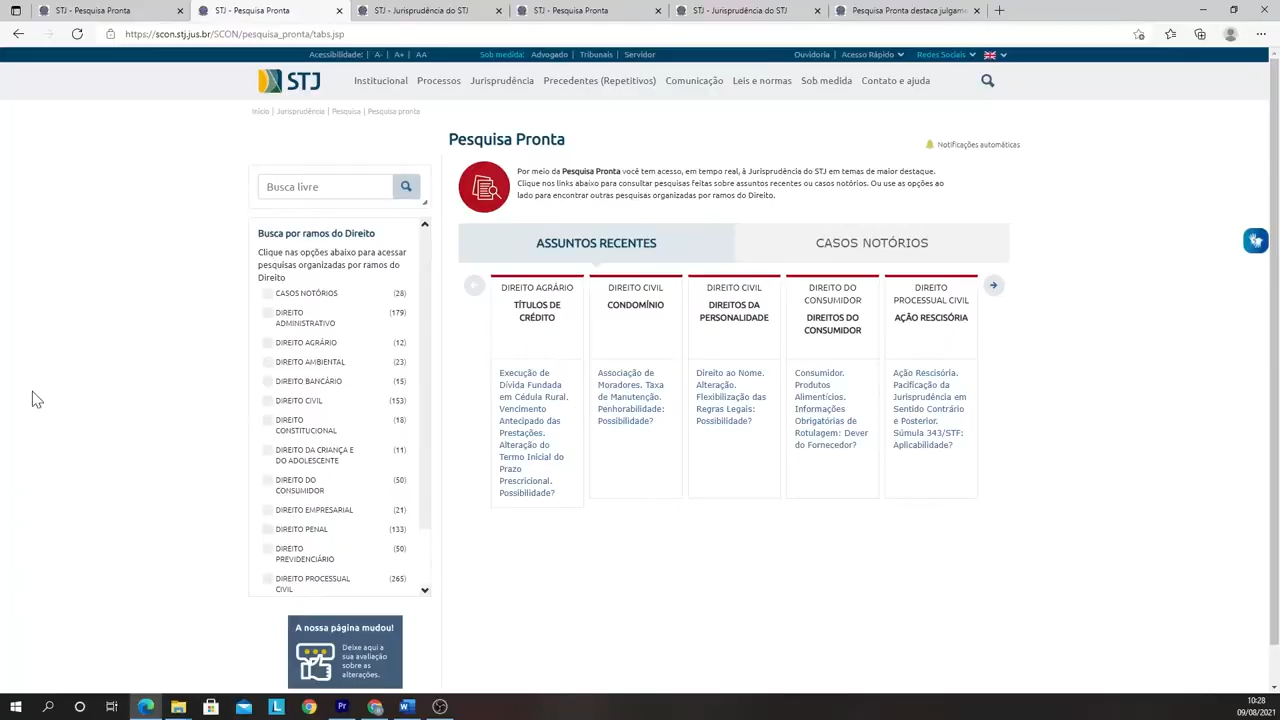 STJ - Pesquisa Pronta
STJ - Pesquisa Pronta
STJ - Jurisprudência do STJ
STJ - Pesquisa Pronta
STJ - Jurisprudência do STJ
Pesquisa Pronta destaca julgame
https://scon.stj.jus.br/SCON/pesquisa_pronta/tabs.jsp
Acessibilidade: | A- | A+ | AA
Sob medida: Advogado | Tribunais | Servidor
Ouvidoria | Acesso Rápido | Redes Sociais
STJ
Institucional Processos Jurisprudência Precedentes (Repetitivos) Comunicação Leis e normas Sob medida Contato e ajuda
Início | Jurisprudência | Pesquisa | Pesquisa pronta
Pesquisa Pronta
Notificações automáticas
Por meio da Pesquisa Pronta você tem acesso, em tempo real, à Jurisprudência do STJ em temas de maior destaque.
Clique nos links abaixo para consultar pesquisas feitas sobre assuntos recentes ou casos notórios. Ou use as opções ao
lado para encontrar outras pesquisas organizadas por ramos do Direito.
Busca livre
Busca por ramos do Direito
Clique nas opções abaixo para acessar
pesquisas organizadas por ramos do
Direito
CASOS NOTÓRIOS (28)
DIREITO
ADMINISTRATIVO (179)
DIREITO AGRÁRIO (12)
DIREITO AMBIENTAL (23)
DIREITO BANCÁRIO (15)
DIREITO CIVIL (153)
DIREITO
CONSTITUCIONAL (18)
DIREITO DA CRIANÇA E
DO ADOLESCENTE (11)
DIREITO DO
CONSUMIDOR (50)
DIREITO EMPRESARIAL (21)
DIREITO PENAL (133)
DIREITO
PREVIDENCIÁRIO (50)
DIREITO PROCESSUAL
CIVIL (265)
A nossa página mudou!
Deixe aqui a
sua avaliação
sobre as
alterações.
ASSUNTOS RECENTES
CASOS NOTÓRIOS
DIREITO AGRÁRIO
TÍTULOS DE
CRÉDITO
Execução de
Dívida Fundada
em Cédula Rural.
Vencimento
Antecipado das
Prestações.
Alteração do
Termo Inicial do
Prazo
Prescricional.
Possibilidade?
DIREITO CIVIL
CONDOMÍNIO
Associação de
Moradores. Taxa
de Manutenção.
Penhorabilidade:
Possibilidade?
DIREITO CIVIL
DIREITOS DA
PERSONALIDADE
Direito ao Nome.
Alteração.
Flexibilização das
Regras Legais:
Possibilidade?
DIREITO DO
CONSUMIDOR
DIREITOS DO
CONSUMIDOR
Consumidor.
Produtos
Alimentícios.
Informações
Obrigatórias de
Rotulagem: Dever
do Fornecedor?
DIREITO
PROCESSUAL CIVIL
AÇÃO RESCISÓRIA
Ação Rescisória.
Pacificação da
Jurisprudência em
Sentido Contrário
e Posterior.
Súmula 343/STF:
Aplicabilidade?
10:28
09/08/2021